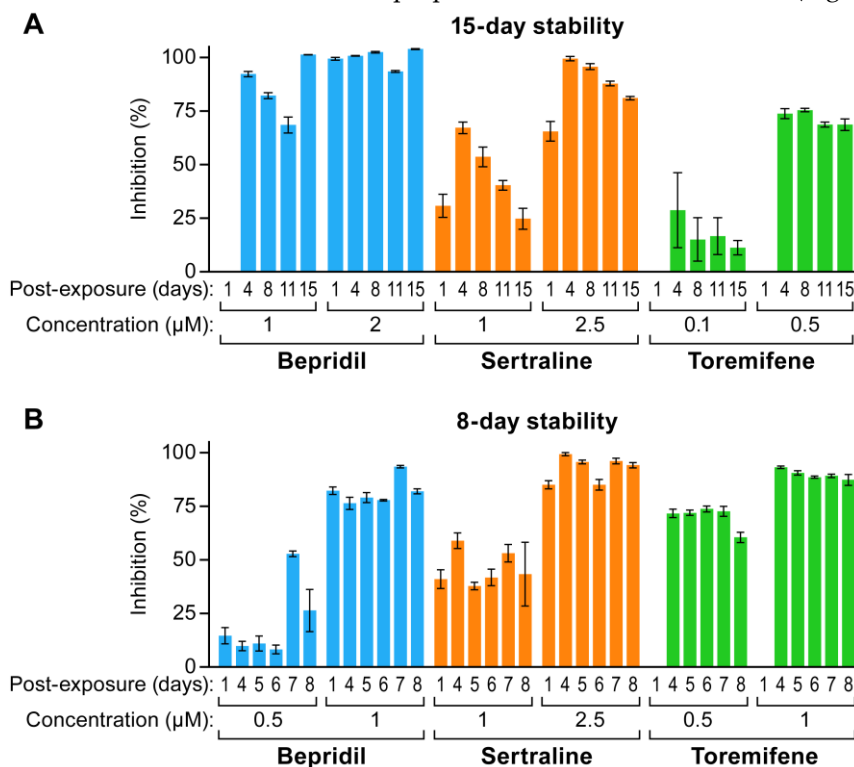 A
15-day stability
Inhibition (%)
100
75
50
25
0
Post-exposure (days): 1 4 8 11 15 1 4 8 11 15 1 4 8 11 15 1 4 8 11 15 1 4 8 11 15 1 4 8 11 15
Concentration (µM): 1 2 1 2.5 0.1 0.5
Bepridil Sertraline Toremifene
B
8-day stability
Inhibition (%)
100
75
50
25
0
Post-exposure (days): 1 4 5 6 7 8 1 4 5 6 7 8 1 4 5 6 7 8 1 4 5 6 7 8 1 4 5 6 7 8 1 4 5 6 7 8
Concentration (µM): 0.5 1 1 2.5 0.5 1
Bepridil Sertraline Toremifene